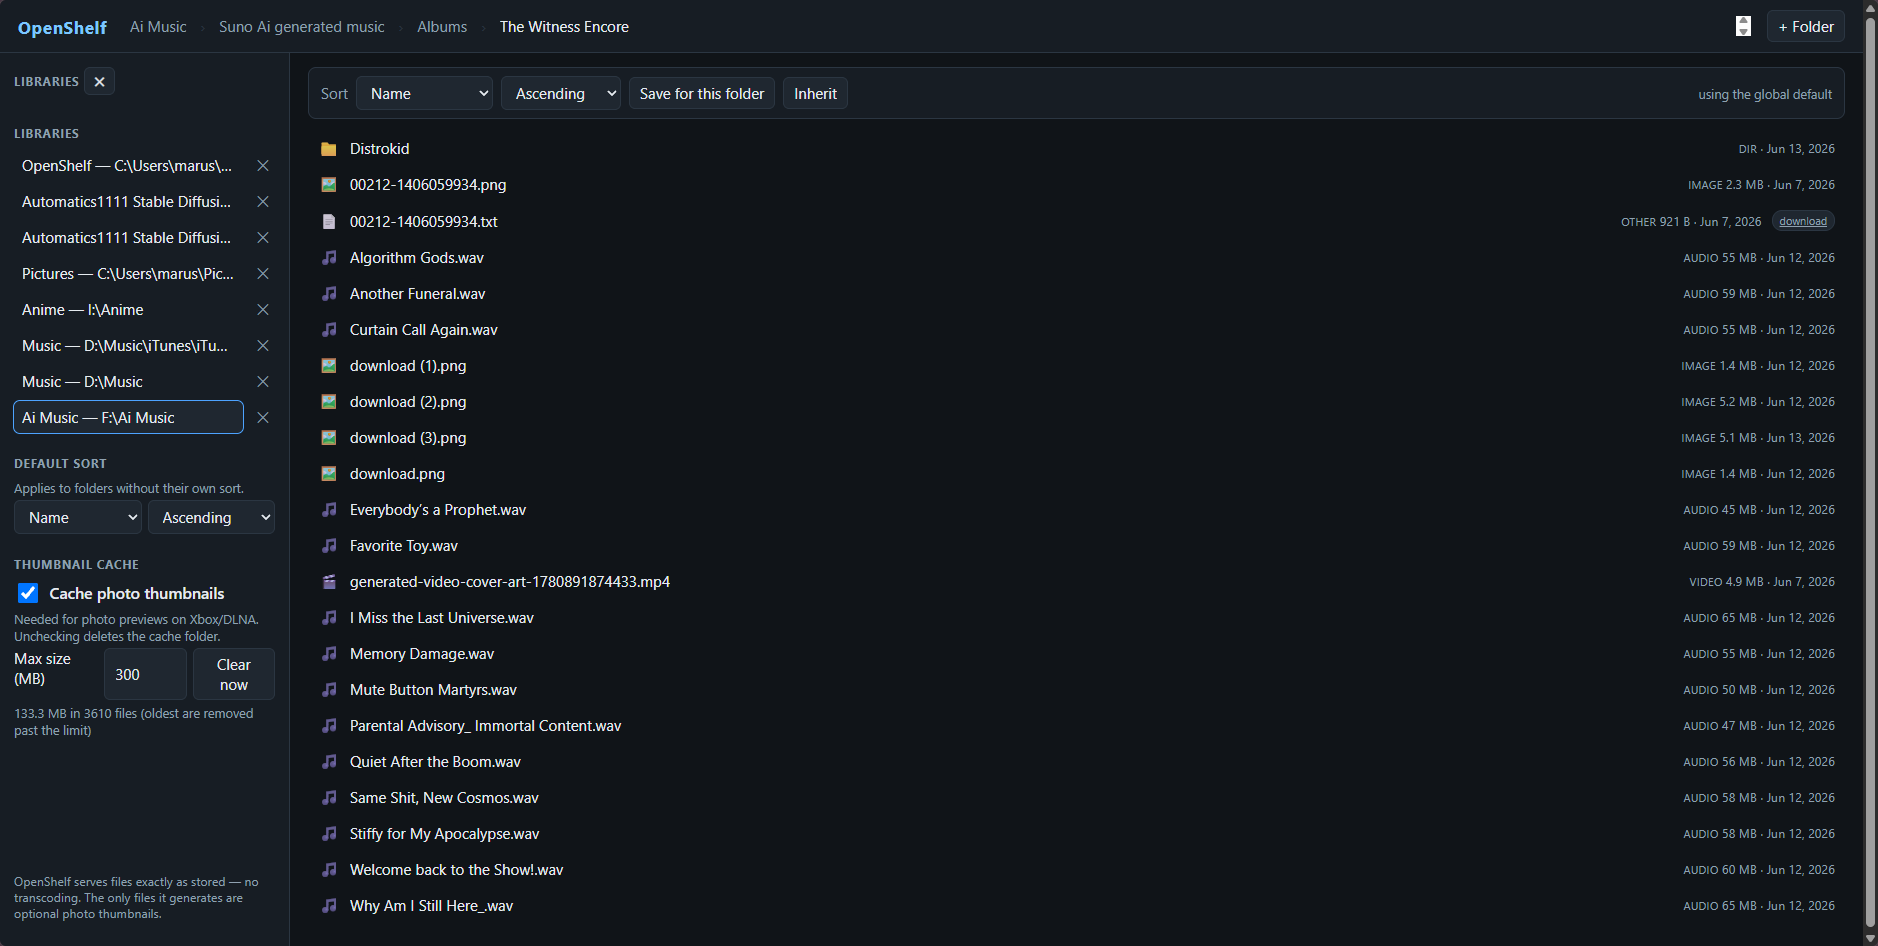 OpenShelf Ai Music › Suno Ai generated music › Albums › The Witness Encore
+ Folder
LIBRARIES ×
LIBRARIES
OpenShelf — C:\Users\marus\... ×
Automatics1111 Stable Diffusi... ×
Automatics1111 Stable Diffusi... ×
Pictures — C:\Users\marus\Pic... ×
Anime — I:\Anime ×
Music — D:\Music\iTunes\iTu... ×
Music — D:\Music ×
Ai Music — F:\Ai Music ×
DEFAULT SORT
Applies to folders without their own sort.
Name Ascending
THUMBNAIL CACHE
Cache photo thumbnails
Needed for photo previews on Xbox/DLNA.
Unchecking deletes the cache folder.
Max size
(MB)
300
Clear
now
133.3 MB in 3610 files (oldest are removed
past the limit)
OpenShelf serves files exactly as stored — no
transcoding. The only files it generates are
optional photo thumbnails.
Sort Name Ascending Save for this folder Inherit using the global default
Distrokid DIR · Jun 13, 2026
00212-1406059934.png IMAGE 2.3 MB · Jun 7, 2026
00212-1406059934.txt OTHER 921 B · Jun 7, 2026 download
Algorithm Gods.wav AUDIO 55 MB · Jun 12, 2026
Another Funeral.wav AUDIO 59 MB · Jun 12, 2026
Curtain Call Again.wav AUDIO 55 MB · Jun 12, 2026
download (1).png IMAGE 1.4 MB · Jun 12, 2026
download (2).png IMAGE 5.2 MB · Jun 12, 2026
download (3).png IMAGE 5.1 MB · Jun 13, 2026
download.png IMAGE 1.4 MB · Jun 12, 2026
Everybody's a Prophet.wav AUDIO 45 MB · Jun 12, 2026
Favorite Toy.wav AUDIO 59 MB · Jun 12, 2026
generated-video-cover-art-1780891874433.mp4 VIDEO 4.9 MB · Jun 7, 2026
I Miss the Last Universe.wav AUDIO 65 MB · Jun 12, 2026
Memory Damage.wav AUDIO 55 MB · Jun 12, 2026
Mute Button Martyrs.wav AUDIO 50 MB · Jun 12, 2026
Parental Advisory_ Immortal Content.wav AUDIO 47 MB · Jun 12, 2026
Quiet After the Boom.wav AUDIO 56 MB · Jun 12, 2026
Same Shit, New Cosmos.wav AUDIO 58 MB · Jun 12, 2026
Stiffy for My Apocalypse.wav AUDIO 58 MB · Jun 12, 2026
Welcome back to the Show!.wav AUDIO 60 MB · Jun 12, 2026
Why Am I Still Here_.wav AUDIO 65 MB · Jun 12, 2026